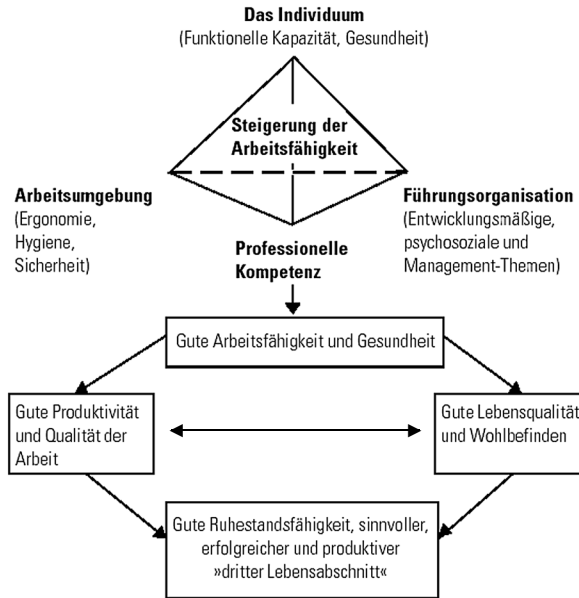 Das Individuum
(Funktionelle Kapazität, Gesundheit)
Steigerung der
Arbeitsfähigkeit
Arbeitsumgebung
(Ergonomie,
Hygiene,
Sicherheit)
Führungsorganisation
(Entwicklungsmäßige,
psychosoziale und
Management-Themen)
Professionelle
Kompetenz
Gute Arbeitsfähigkeit und Gesundheit
Gute Produktivität
und Qualität der
Arbeit
Gute Lebensqualität
und Wohlbefinden
Gute Ruhestandsfähigkeit, sinnvoller,
erfolgreicher und produktiver
»dritter Lebensabschnitt«